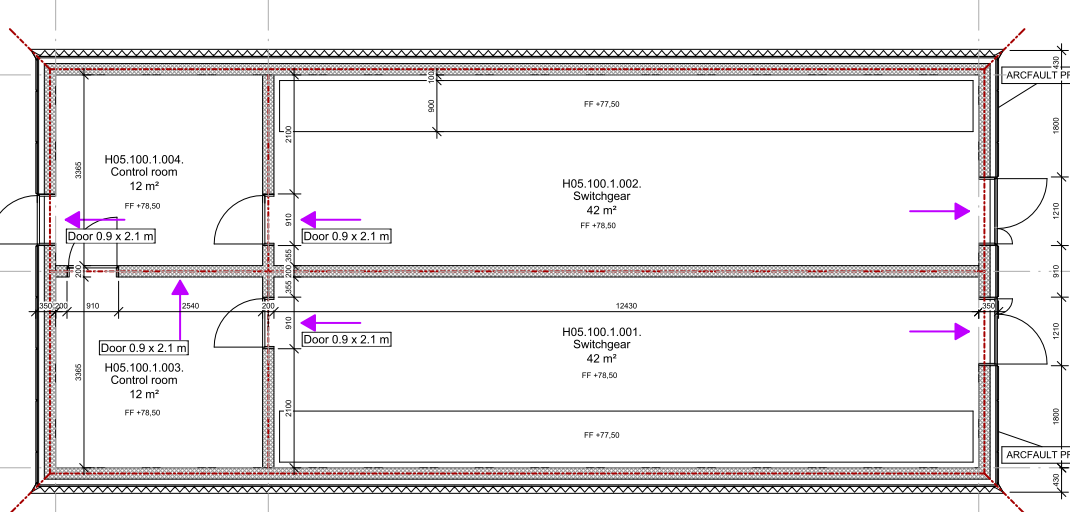 430
ARCFAULT PR
100
FF +77,50
900
1800
2100
H05.100.1.004.
Control room
12 m²
FF +78,50
3365
H05.100.1.002.
Switchgear
42 m²
FF +78,50
910
1210
Door 0.9 x 2.1 m
Door 0.9 x 2.1 m
355
200
200
910
355
350
200
910
2540
200
12430
350
910
1210
Door 0.9 x 2.1 m
Door 0.9 x 2.1 m
H05.100.1.001.
Switchgear
42 m²
FF +78,50
H05.100.1.003.
Control room
12 m²
FF +78,50
3365
2100
1800
FF +77,50
ARCFAULT PR
430